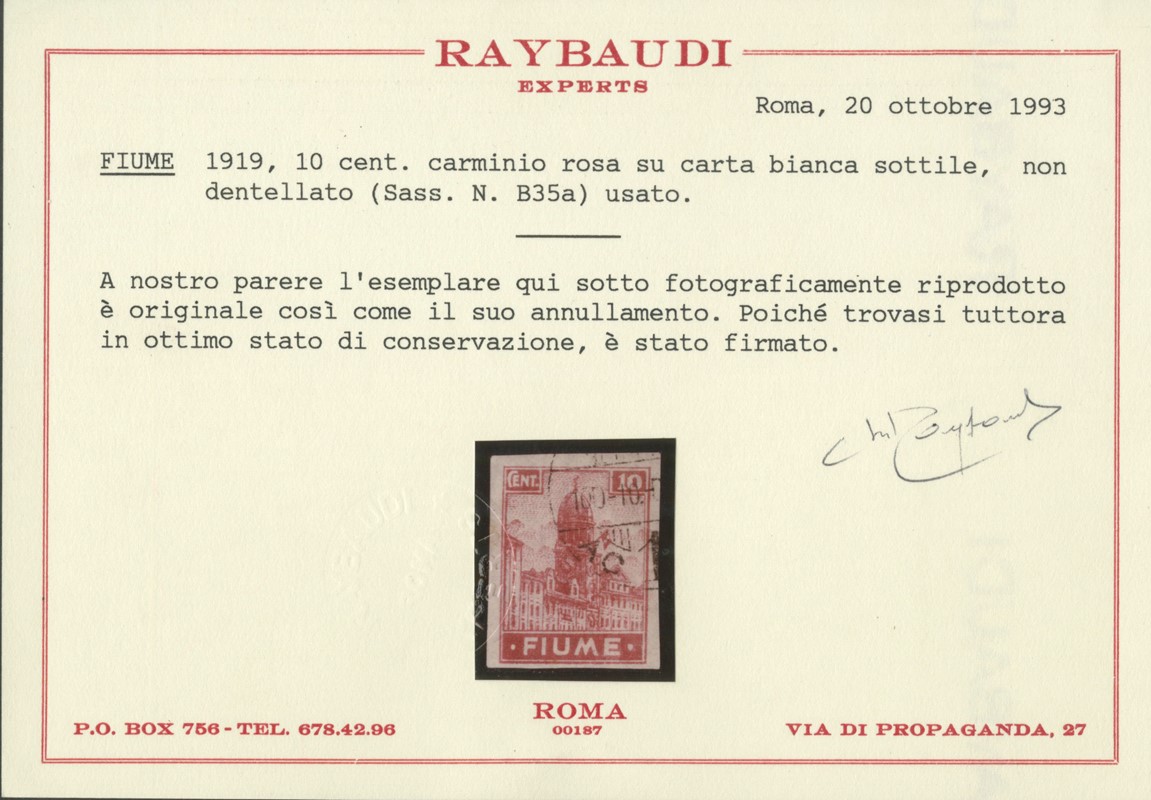 RAYBAUDI
EXPERTS
Roma, 20 ottobre 1993
FIUME 1919, 10 cent. carminio rosa su carta bianca sottile, non
dentellato (Sass. N. B35a) usato.
A nostro parere l'esemplare qui sotto fotograficamente riprodotto
è originale così come il suo annullamento. Poiché trovasi tuttora
in ottimo stato di conservazione, è stato firmato.
CENT. 10
·FIUME·
ROMA
00187
P.O. BOX 756 - TEL. 678.42.96
VIA DI PROPAGANDA, 27